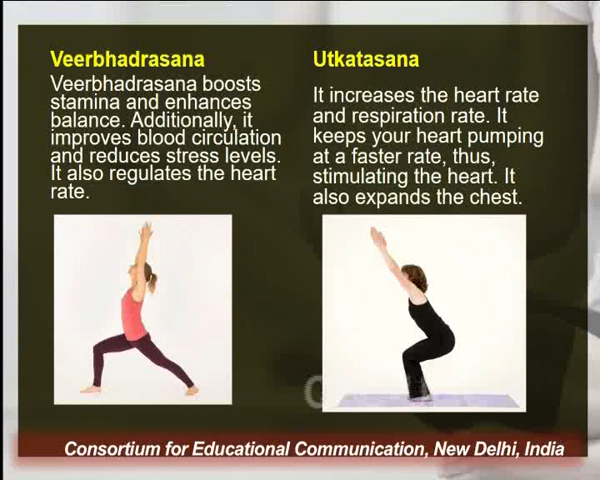 Veerbhadrasana
Veerbhadrasana boosts
stamina and enhances
balance. Additionally, it
improves blood circulation
and reduces stress levels.
It also regulates the heart
rate.
Utkatasana
It increases the heart rate
and respiration rate. It
keeps your heart pumping
at a faster rate, thus,
stimulating the heart. It
also expands the chest.
Consortium for Educational Communication, New Delhi, India